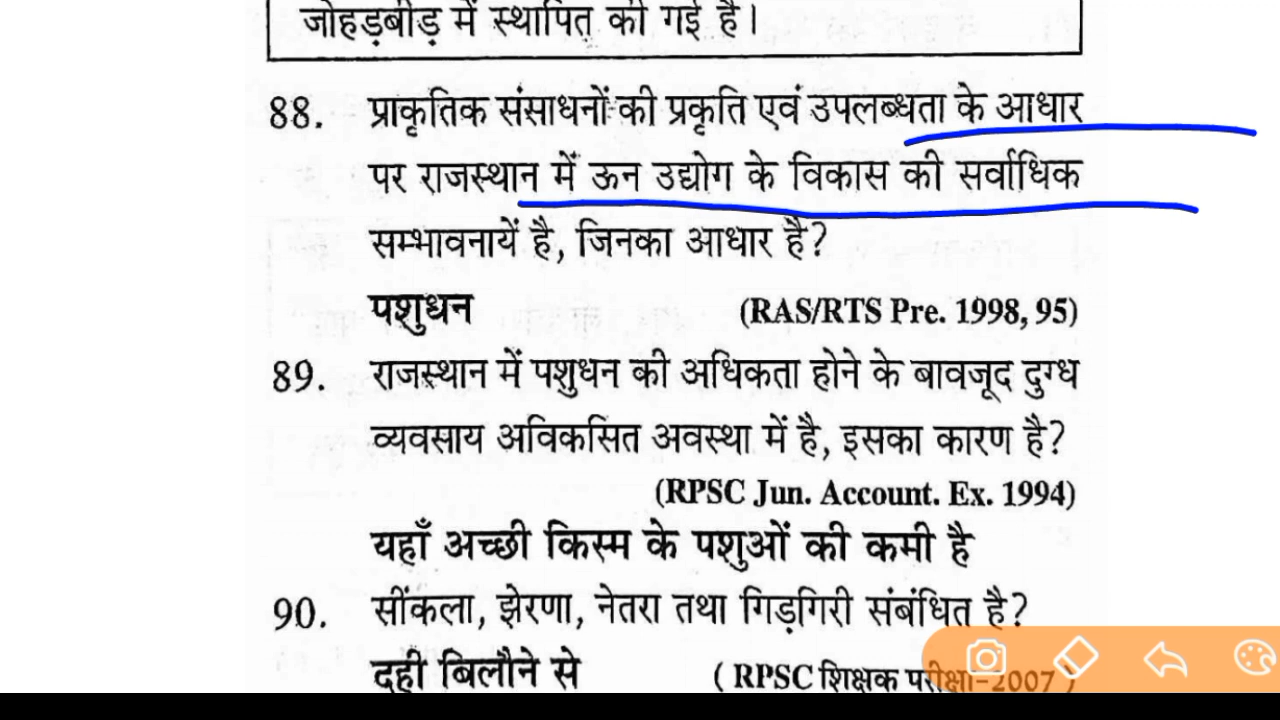 जोहड़बीड़ में स्थापित की गई है।
88. प्राकृतिक संसाधनों की प्रकृति एवं उपलब्धता के आधार
पर राजस्थान में ऊन उद्योग के विकास की सर्वाधिक
सम्भावनायें है, जिनका आधार है?
पशुधन (RAS/RTS Pre. 1998, 95)
89. राजस्थान में पशुधन की अधिकता होने के बावजूद दुग्ध
व्यवसाय अविकसित अवस्था में है, इसका कारण है?
(RPSC Jun. Account. Ex. 1994)
यहाँ अच्छी किस्म के पशुओं की कमी है
90. सींकला, झेरणा, नेतरा तथा गिड़गिरी संबंधित है?
दही बिलौने से ( RPSC शिक्षक परीक्षा-2007 )